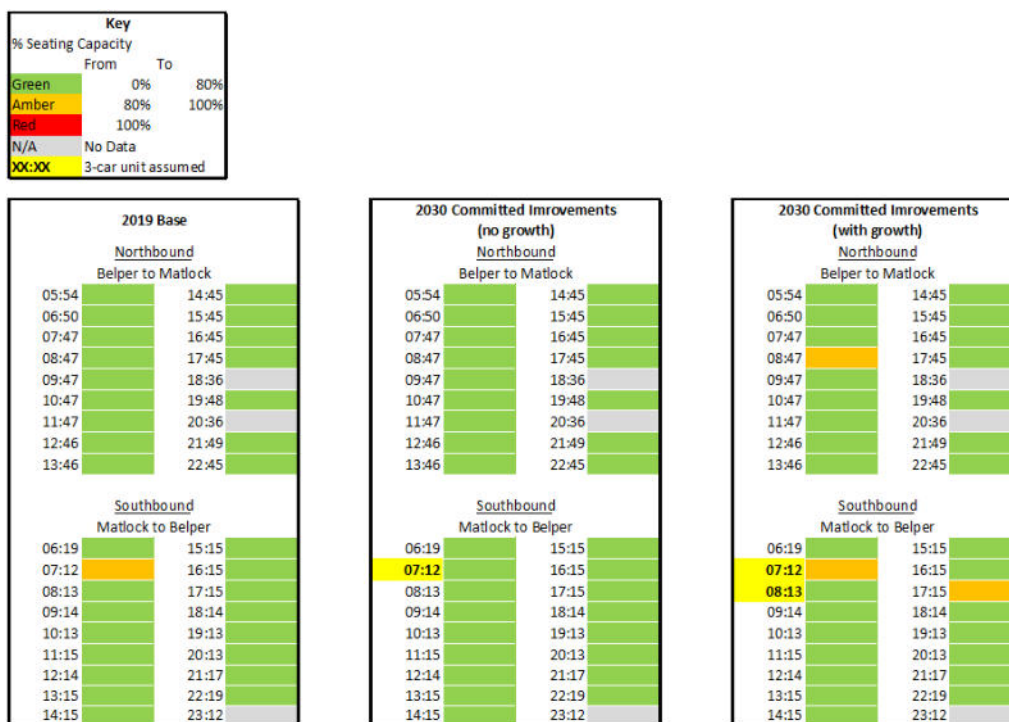 Key
% Seating Capacity
From To
Green 0% 80%
Amber 80% 100%
Red 100%
N/A No Data
XX:XX 3-car unit assumed
2019 Base
Northbound
Belper to Matlock
05:54 14:45
06:50 15:45
07:47 16:45
08:47 17:45
09:47 18:36
10:47 19:48
11:47 20:36
12:46 21:49
13:46 22:45
Southbound
Matlock to Belper
06:19 15:15
07:12 16:15
08:13 17:15
09:14 18:14
10:13 19:13
11:15 20:13
12:14 21:17
13:15 22:19
14:15 23:12
2030 Committed Imrovements
(no growth)
Northbound
Belper to Matlock
05:54 14:45
06:50 15:45
07:47 16:45
08:47 17:45
09:47 18:36
10:47 19:48
11:47 20:36
12:46 21:49
13:46 22:45
Southbound
Matlock to Belper
06:19 15:15
07:12 16:15
08:13 17:15
09:14 18:14
10:13 19:13
11:15 20:13
12:14 21:17
13:15 22:19
14:15 23:12
2030 Committed Imrovements
(with growth)
Northbound
Belper to Matlock
05:54 14:45
06:50 15:45
07:47 16:45
08:47 17:45
09:47 18:36
10:47 19:48
11:47 20:36
12:46 21:49
13:46 22:45
Southbound
Matlock to Belper
06:19 15:15
07:12 16:15
08:13 17:15
09:14 18:14
10:13 19:13
11:15 20:13
12:14 21:17
13:15 22:19
14:15 23:12